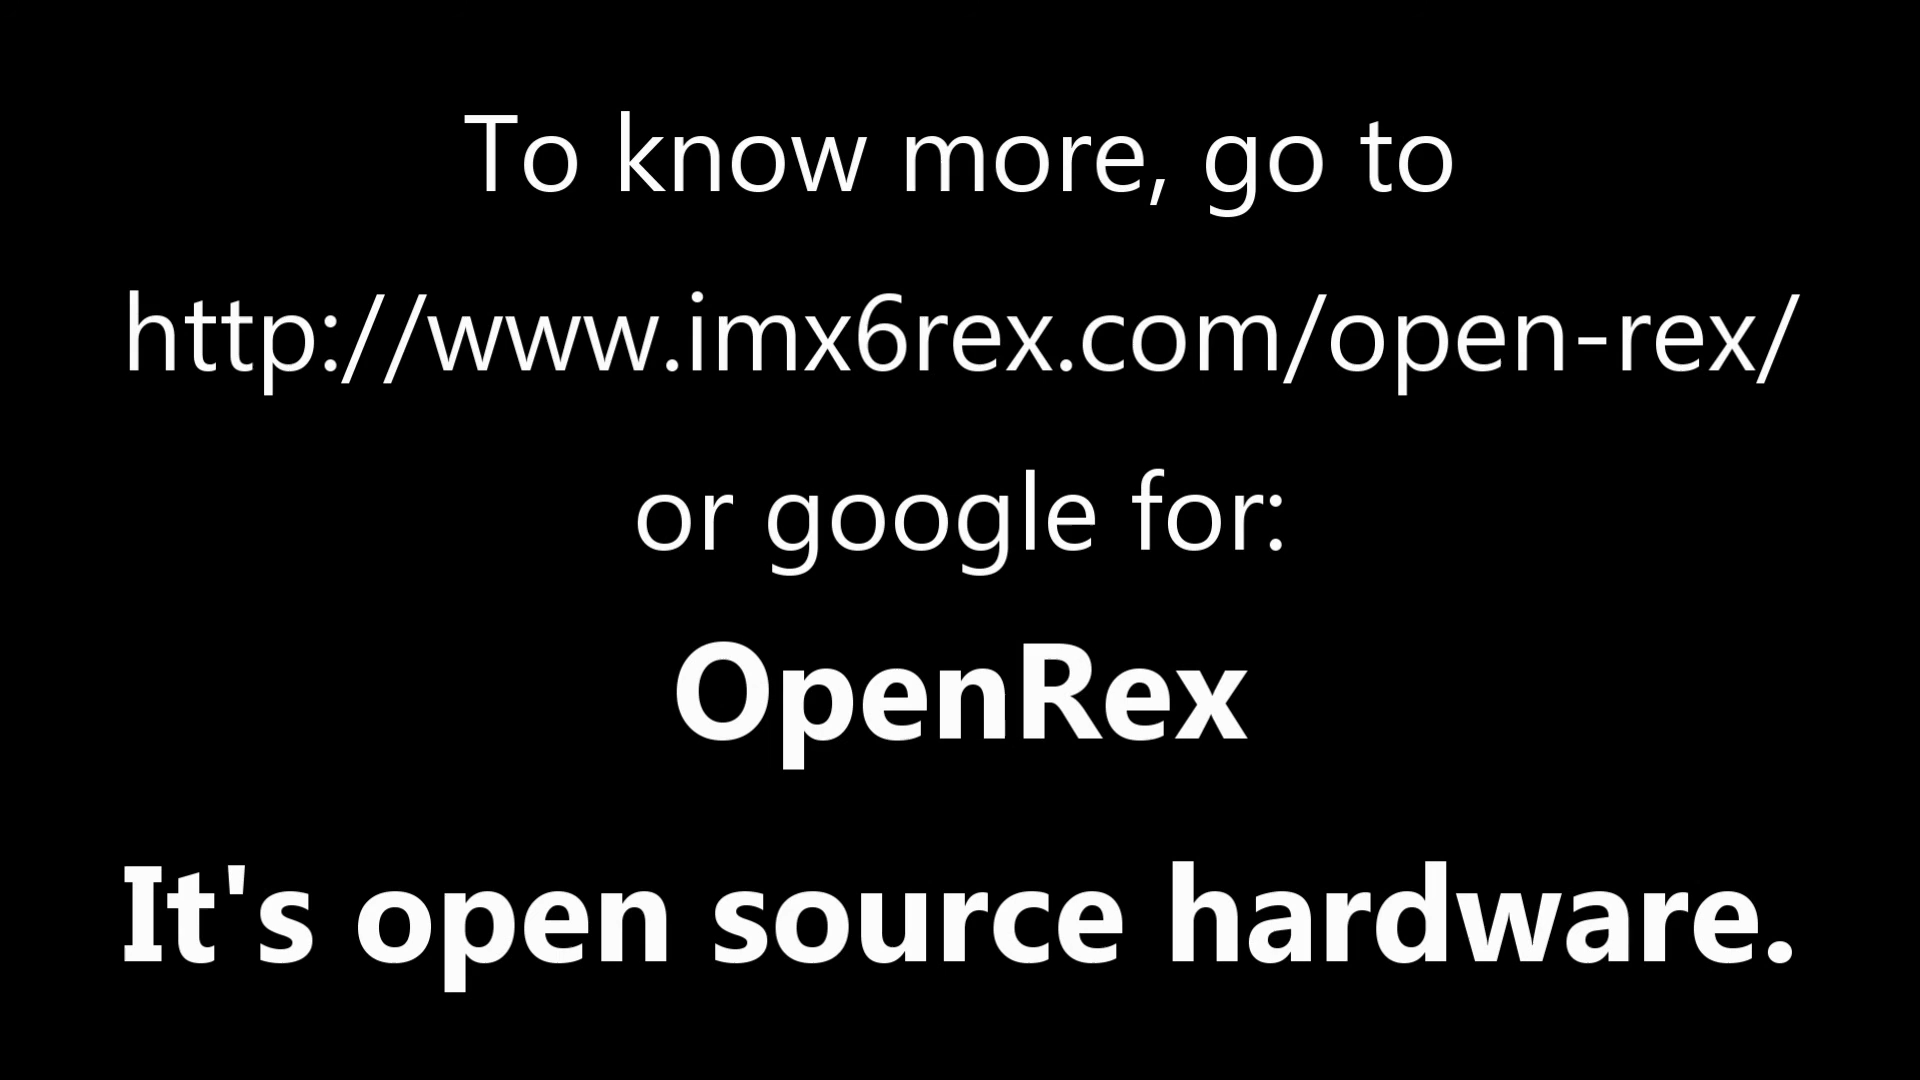 To know more, go to
http://www.imx6rex.com/open-rex/
or google for:
OpenRex
It's open source hardware.